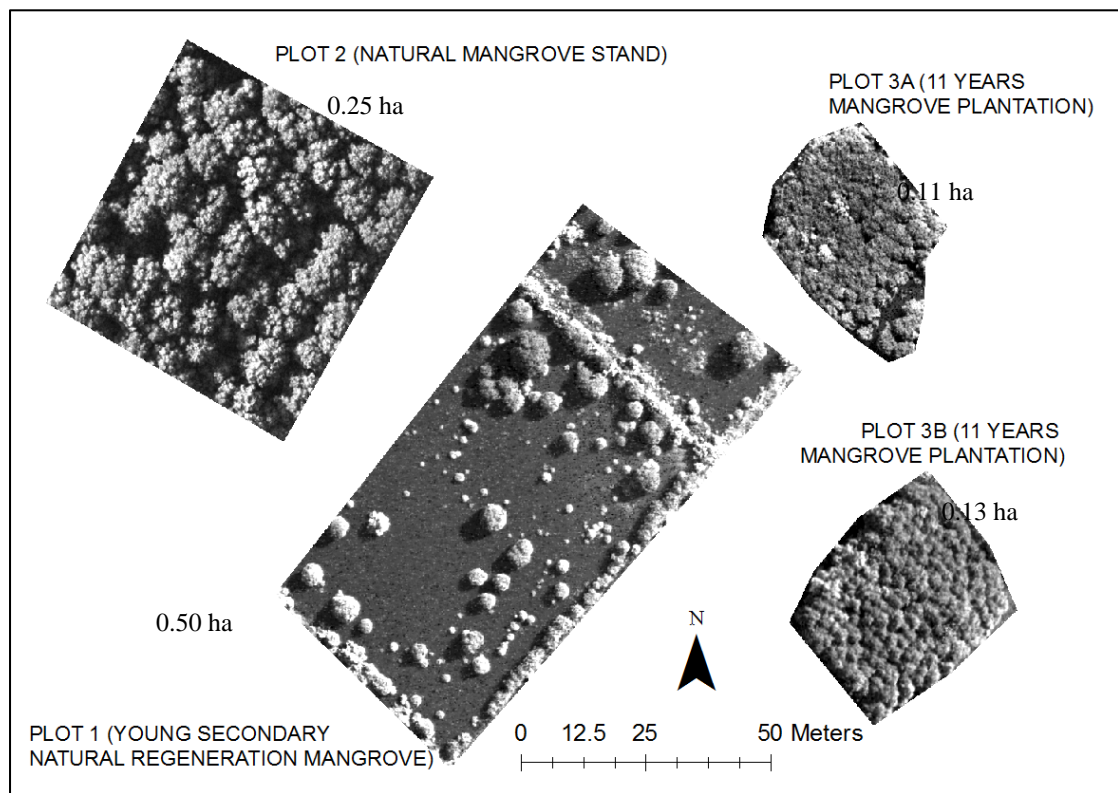 PLOT 2 (NATURAL MANGROVE STAND)
0.25 ha
PLOT 3A (11 YEARS
MANGROVE PLANTATION)
0.11 ha
PLOT 3B (11 YEARS
MANGROVE PLANTATION)
0.13 ha
0.50 ha
PLOT 1 (YOUNG SECONDARY
NATURAL REGENERATION MANGROVE)
N
0 12.5 25 50 Meters